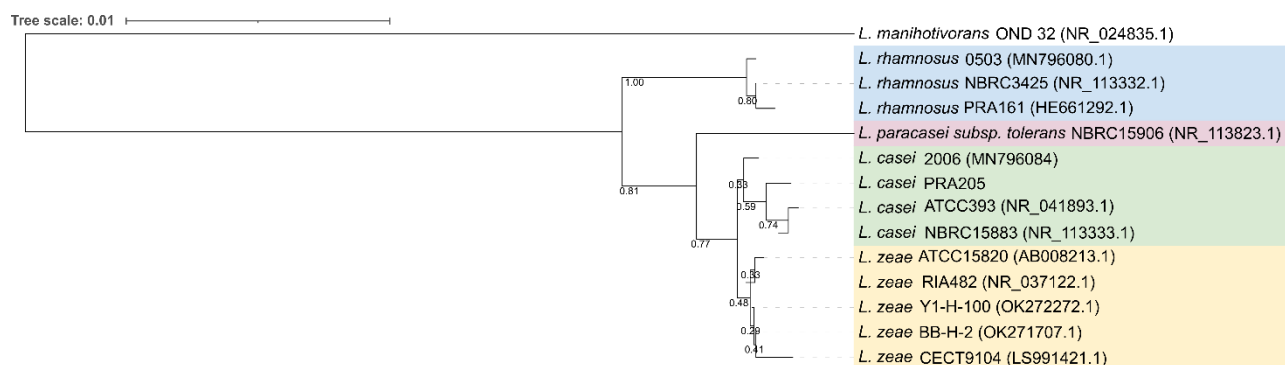 Tree scale: 0.01
L. manihotivorans OND 32 (NR_024835.1)
L. rhamnosus 0503 (MN796080.1)
1.00
L. rhamnosus NBRC3425 (NR_113332.1)
0.80
L. rhamnosus PRA161 (HE661292.1)
L. paracasei subsp. tolerans NBRC15906 (NR_113823.1)
L. casei 2006 (MN796084)
0.33
0.81
L. casei PRA205
0.59
L. casei ATCC393 (NR_041893.1)
0.74
L. casei NBRC15883 (NR_113333.1)
0.77
L. zeae ATCC15820 (AB008213.1)
0.33
L. zeae RIA482 (NR_037122.1)
0.48
L. zeae Y1-H-100 (OK272272.1)
0.29
L. zeae BB-H-2 (OK271707.1)
0.41
L. zeae CECT9104 (LS991421.1)